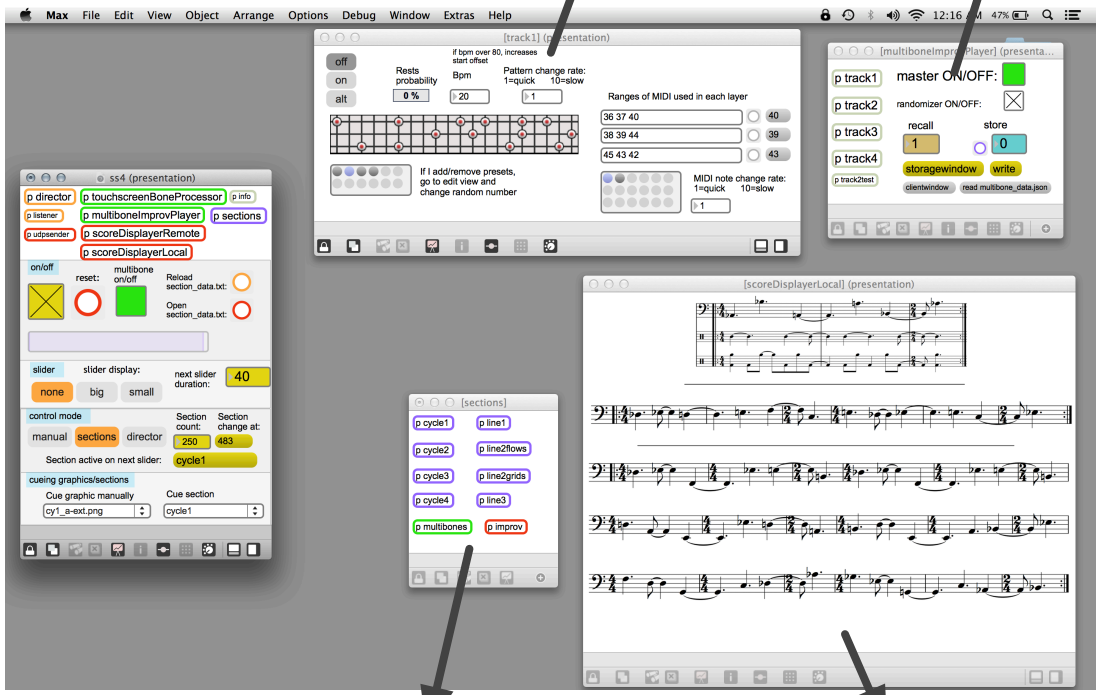 Max File Edit View Object Arrange Options Debug Window Extras Help
12:16 AM 47%
[track1] (presentation)
off
on
alt
Rests
probability
0 %
if bpm over 80, increases
start offset
Bpm
20
Pattern change rate:
1=quick 10=slow
1
Ranges of MIDI used in each layer
36 37 40
40
38 39 44
39
45 43 42
43
If I add/remove presets,
go to edit view and
change random number
MIDI note change rate:
1=quick 10=slow
1
[multiboneImprovPlayer] (presenta...
p track1
p track2
p track3
p track4
p track2test
master ON/OFF:
randomizer ON/OFF:
recall
store
1
0
storagewindow
write
clientwindow
read multibone_data.json
ss4 (presentation)
p director
p touchscreenBoneProcessor
p info
p listener
p multiboneImprovPlayer
p sections
p udpsender
p scoreDisplayerRemote
p scoreDisplayerLocal
on/off
reset:
multibone
on/off
Reload
section_data.txt:
Open
section_data.txt:
slider
slider display:
none
big
small
next slider
duration:
40
control mode
manual
sections
director
Section
count:
250
Section
change at:
483
Section active on next slider:
cycle1
cueing graphics/sections
Cue graphic manually
cy1_a-ext.png
Cue section
cycle1
[sections]
p cycle1
p line1
p cycle2
p line2flows
p cycle3
p line2grids
p cycle4
p line3
p multibones
p improv
[scoreDisplayerLocal] (presentation)